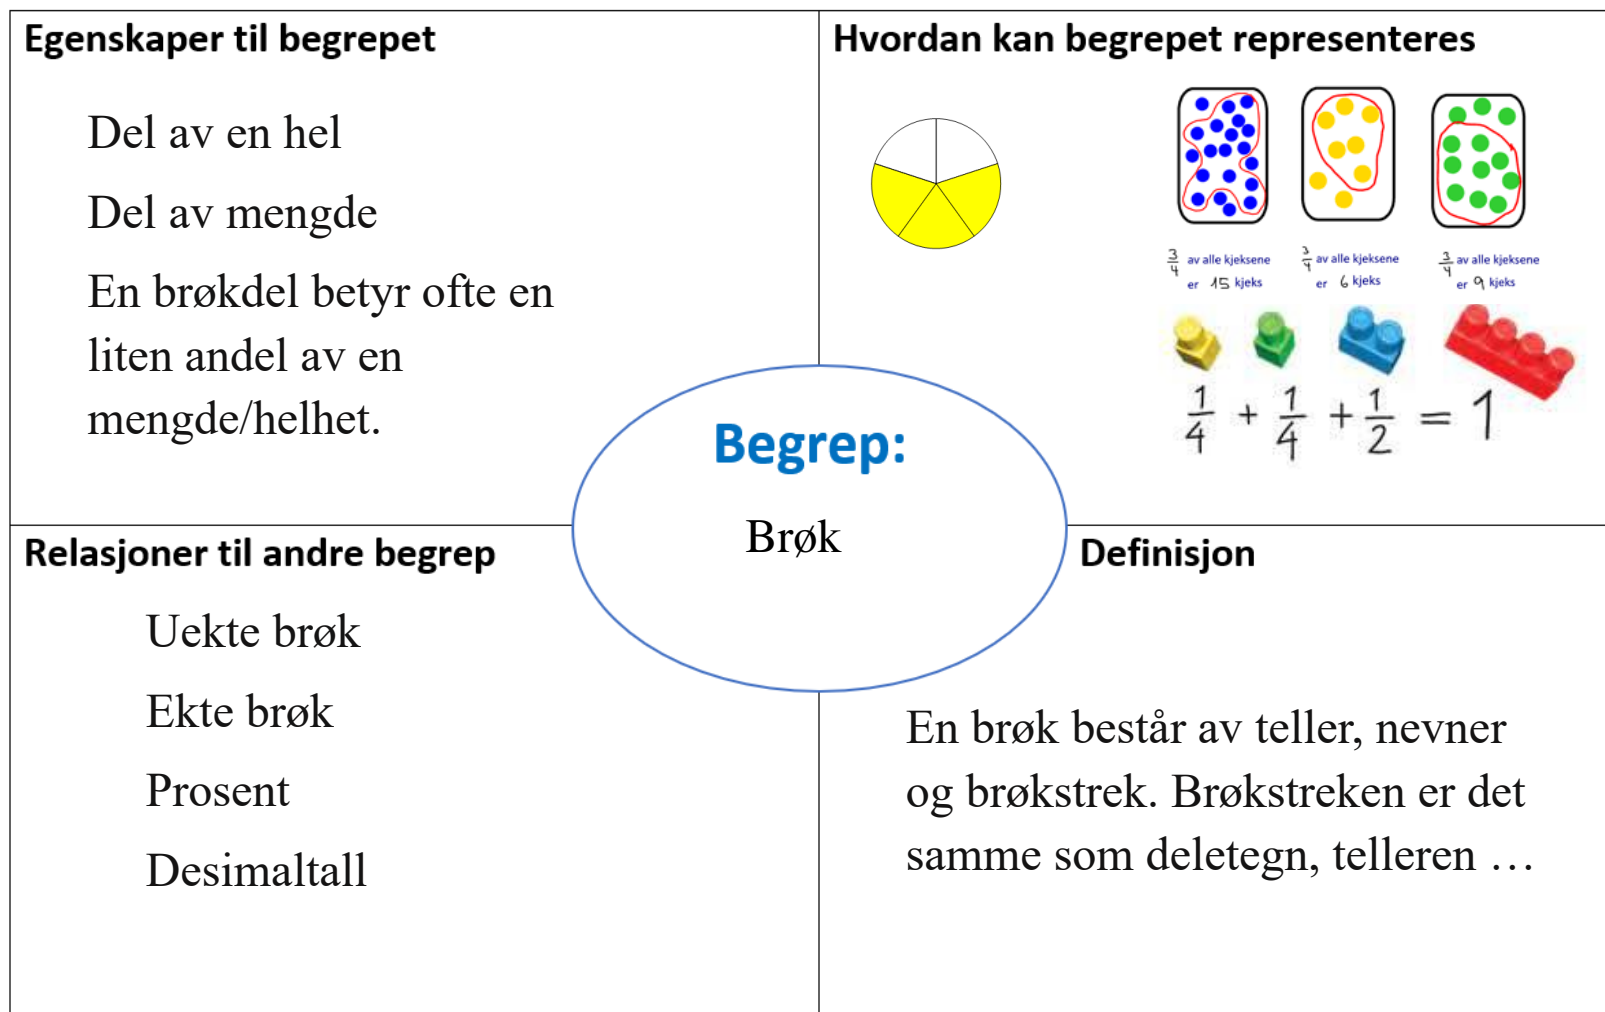 Egenskaper til begrepet
Del av en hel
Del av mengde
En brøkdel betyr ofte en
liten andel av en
mengde/helhet.
Hvordan kan begrepet representeres
3/4 av alle kjeksene
er 15 kjeks
3/4 av alle kjeksene
er 6 kjeks
3/4 av alle kjeksene
er 9 kjeks
1/4 + 1/4 + 1/2 = 1
Begrep:
Brøk
Relasjoner til andre begrep
Uekte brøk
Ekte brøk
Prosent
Desimaltall
Definisjon
En brøk består av teller, nevner
og brøkstrek. Brøkstreken er det
samme som deletegn, telleren …